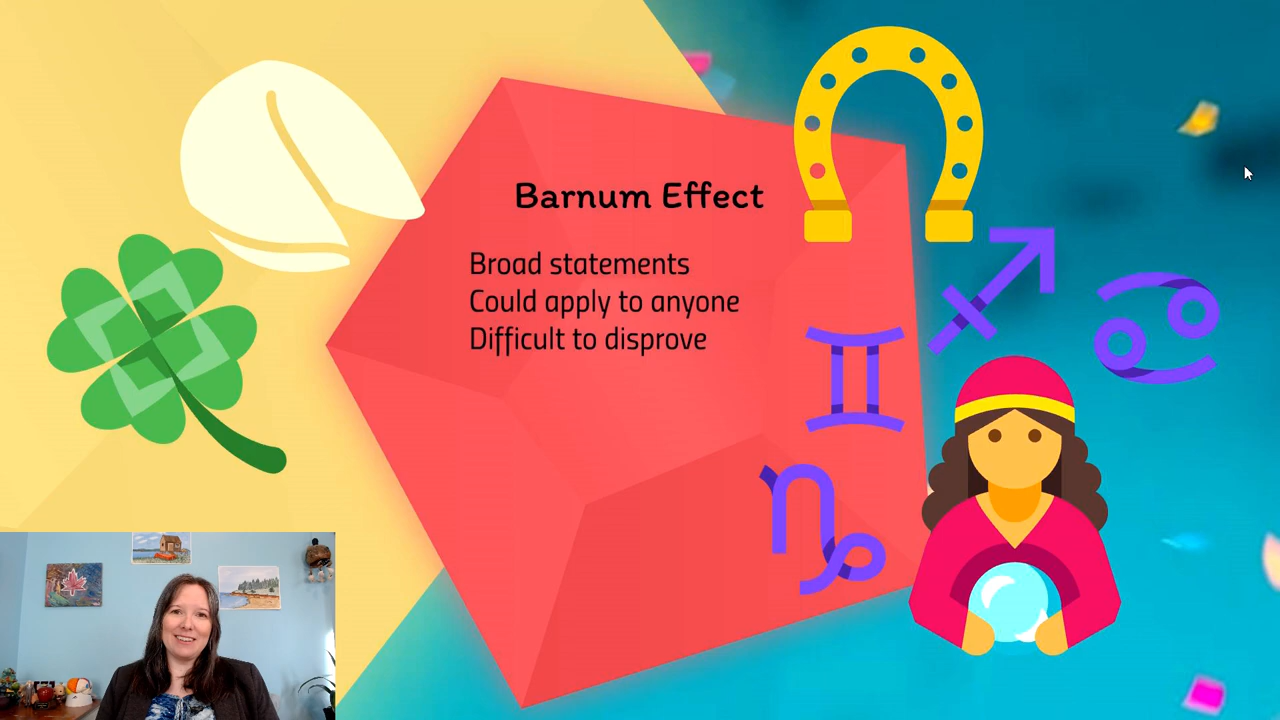 Barnum Effect
Broad statements
Could apply to anyone
Difficult to disprove